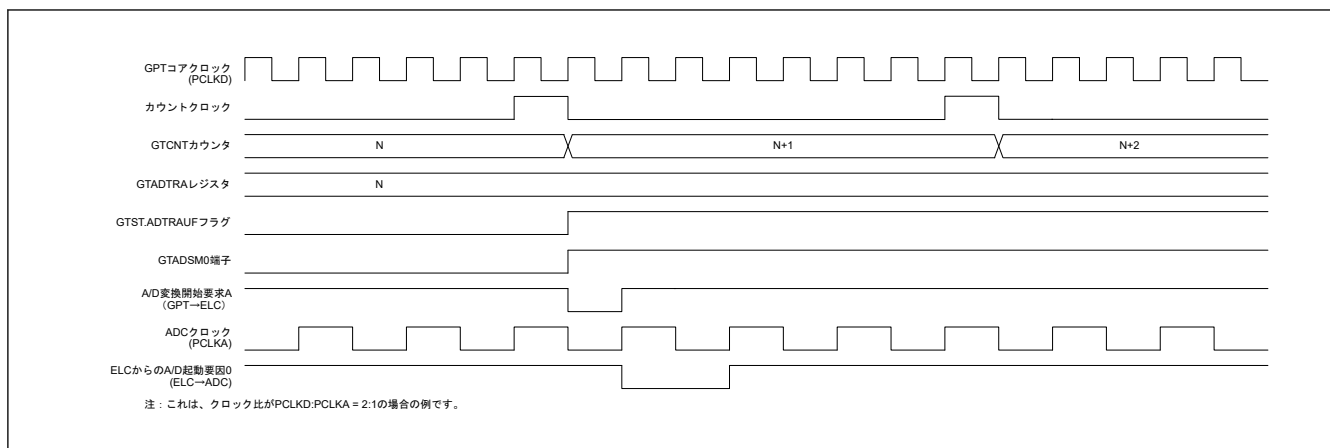 GPTコアクロック
(PCLKD)
カウントクロック
GTCNTカウンタ
N
N+1
N+2
GTADTRAレジスタ
N
GTST.ADTRAUFフラグ
GTADSM0端子
A/D変換開始要求A
（GPT→ELC）
ADCクロック
(PCLKA)
ELCからのA/D起動要因0
(ELC→ADC)
注：これは、クロック比がPCLKD:PCLKA = 2:1の場合の例です。